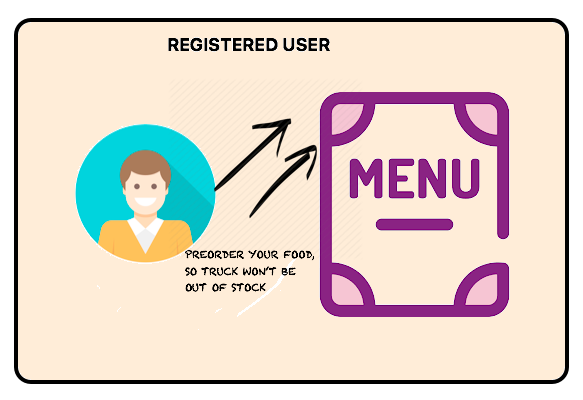 REGISTERED USER
MENU
PREORDER YOUR FOOD,
SO TRUCK WON'T BE
OUT OF STOCK